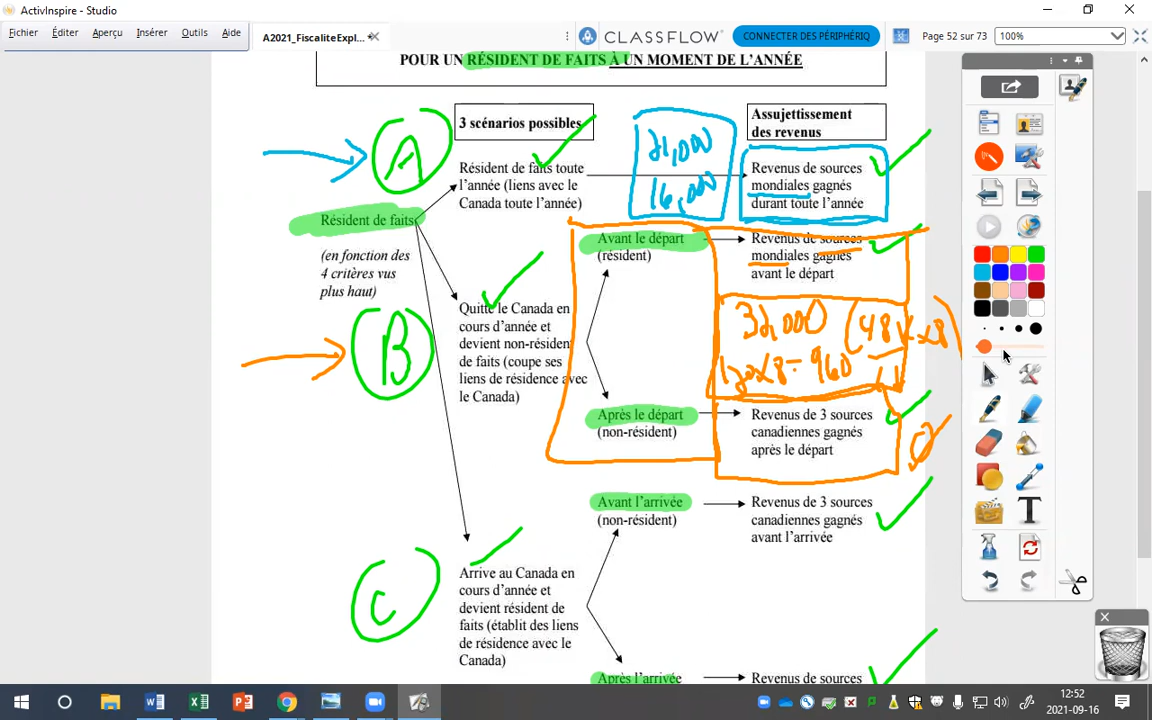 ActivInspire - Studio
Fichier Éditer Aperçu Insérer Outils Aide
A2021_FiscaliteExpl...
CLASSFLOW
CONNECTER DES PÉRIPHÉRIQ
Page 52 sur 73
100%
POUR UN RÉSIDENT DE FAITS À UN MOMENT DE L'ANNÉE
3 scénarios possibles
Assujettissement
des revenus
A
21,000
16,000
Résident de faits toute
l'année (liens avec le
Canada toute l'année)
Revenus de sources
mondiales gagnés
durant toute l'année
Résident de faits
(en fonction des
4 critères vus
plus haut)
Avant le départ
(résident)
Revenus de sources
mondiales gagnés
avant le départ
B
Quitte le Canada en
cours d'année et
devient non-résident
de faits (coupe ses
liens de résidence avec
le Canada)
32,000 (48K x 8
120x8= 960
12
Après le départ
(non-résident)
Revenus de 3 sources
canadiennes gagnés
après le départ
Avant l'arrivée
(non-résident)
Revenus de 3 sources
canadiennes gagnés
avant l'arrivée
C
Arrive au Canada en
cours d'année et
devient résident de
faits (établit des liens
de résidence avec le
Canada)
Après l'arrivée
Revenus de sources
12:52
2021-09-16